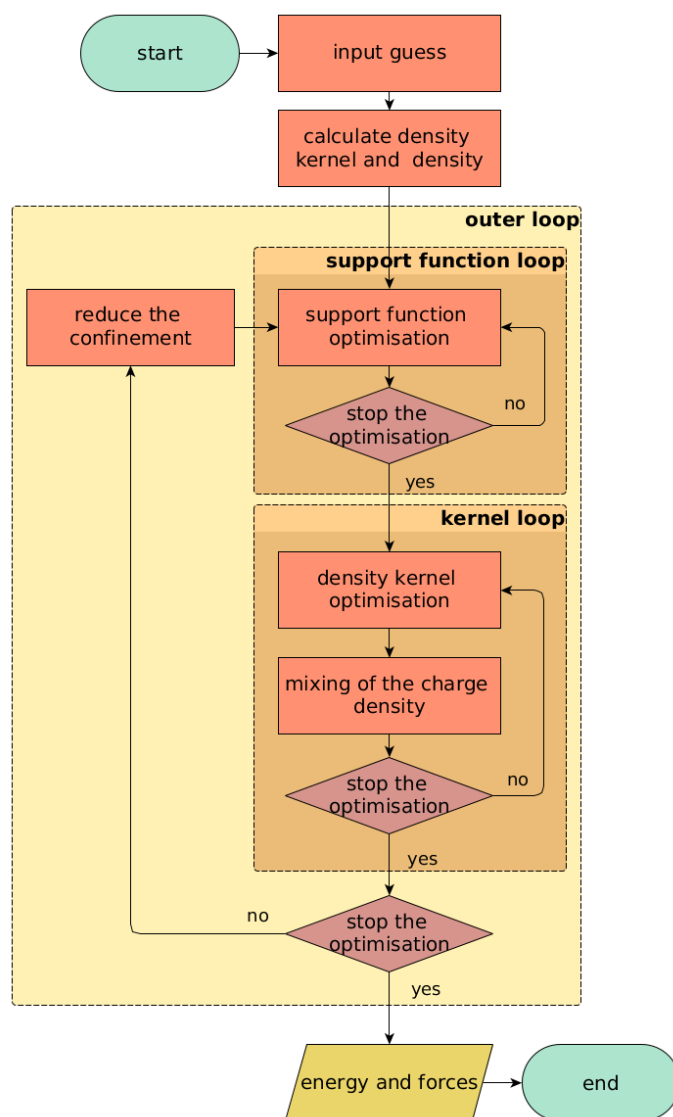 start
input guess
calculate density
kernel and density
outer loop
support function loop
reduce the
confinement
support function
optimisation
no
stop the
optimisation
yes
kernel loop
density kernel
optimisation
mixing of the charge
density
no
stop the
optimisation
yes
no
stop the
optimisation
yes
energy and forces
end